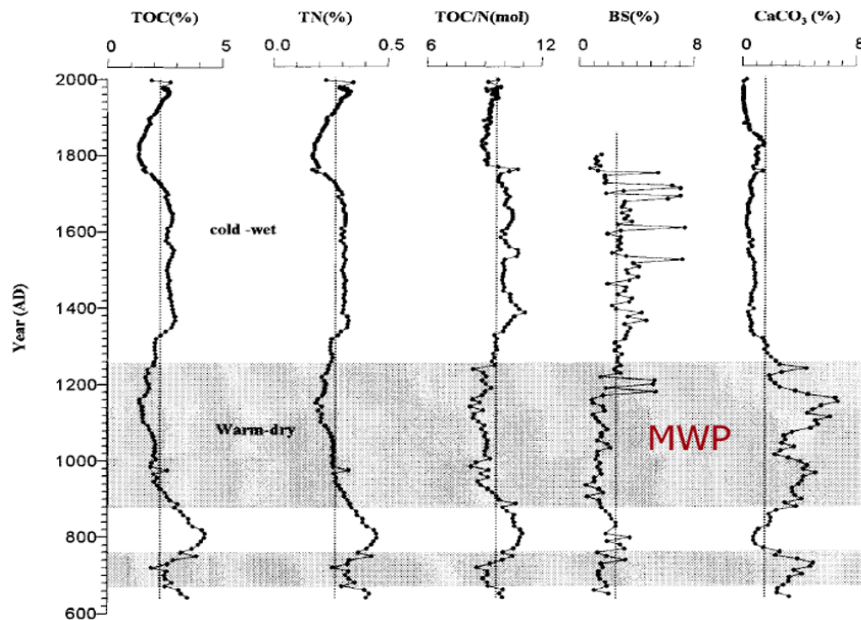 TOC(%) TN(%) TOC/N(mol) BS(%) CaCO₃ (%)
0 5 0.0 0.5 6 12 0 8 0 8
2000
1800
cold -wet
1600
Year (AD)
1400
1200
Warm-dry MWP
1000
800
600